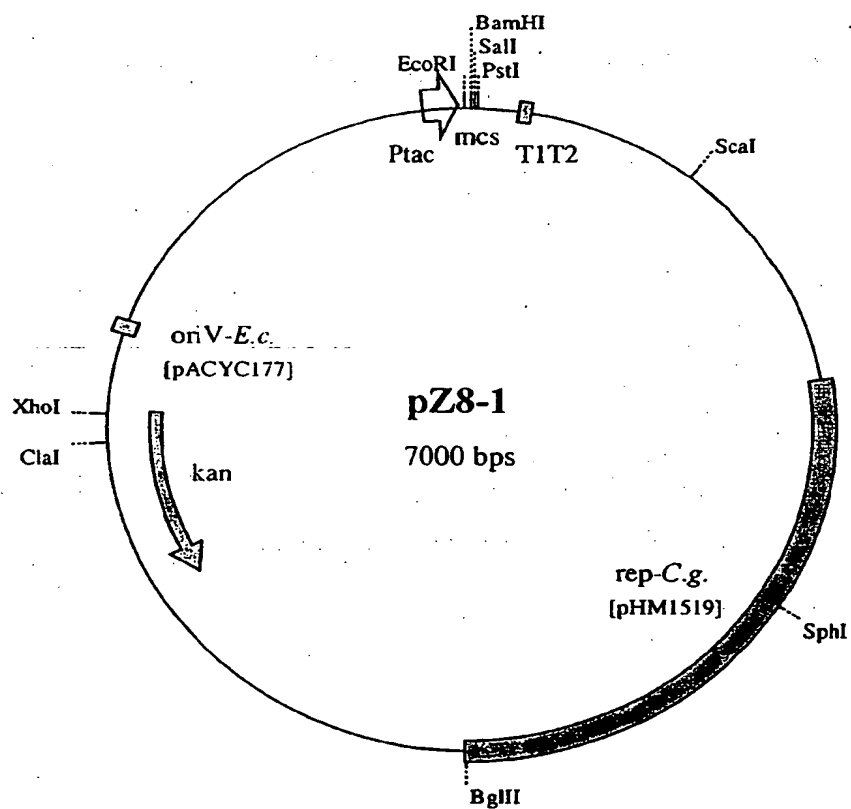 BamHI
SalI
EcoRI
PstI
mcs
Ptac
T1T2
ScaI
oriV-E.c.
[pACYC177]
XhoI
pZ8-1
ClaI
7000 bps
kan
rep-C.g.
[pHM1519]
SphI
BglII